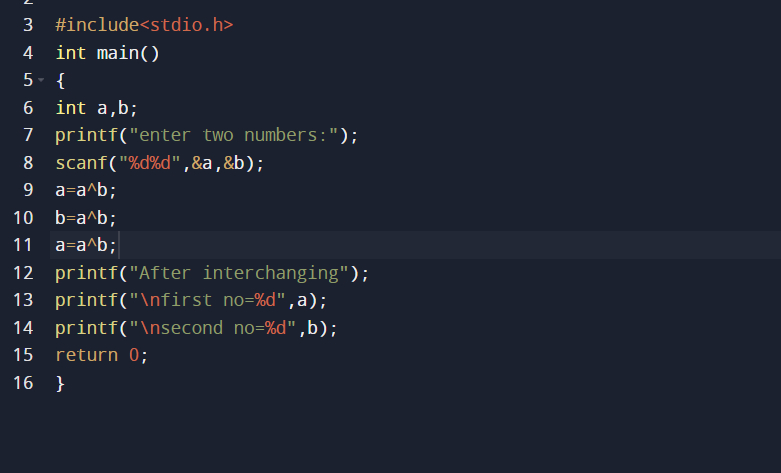 3 #include<stdio.h>
4 int main()
5 {
6 int a,b;
7 printf("enter two numbers:");
8 scanf("%d%d",&a,&b);
9 a=a^b;
10 b=a^b;
11 a=a^b;
12 printf("After interchanging");
13 printf("\nfirst no=%d",a);
14 printf("\nsecond no=%d",b);
15 return 0;
16 }